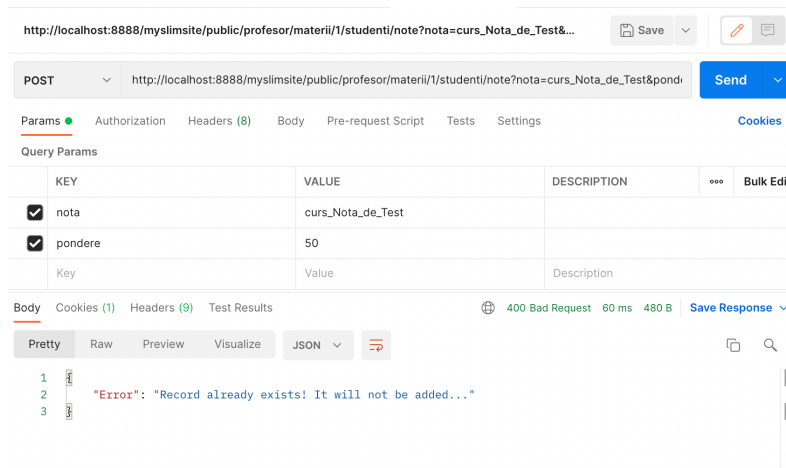 http://localhost:8888/myslimsite/public/profesor/materii/1/studenti/note?nota=curs_Nota_de_Test&... Save
POST http://localhost:8888/myslimsite/public/profesor/materii/1/studenti/note?nota=curs_Nota_de_Test&pond Send
Params Authorization Headers (8) Body Pre-request Script Tests Settings Cookies
Query Params
KEY VALUE DESCRIPTION ooo Bulk Edi
nota curs_Nota_de_Test
pondere 50
Key Value Description
Body Cookies (1) Headers (9) Test Results 400 Bad Request 60 ms 480 B Save Response
Pretty Raw Preview Visualize JSON
1 {
2 "Error": "Record already exists! It will not be added..."
3 }